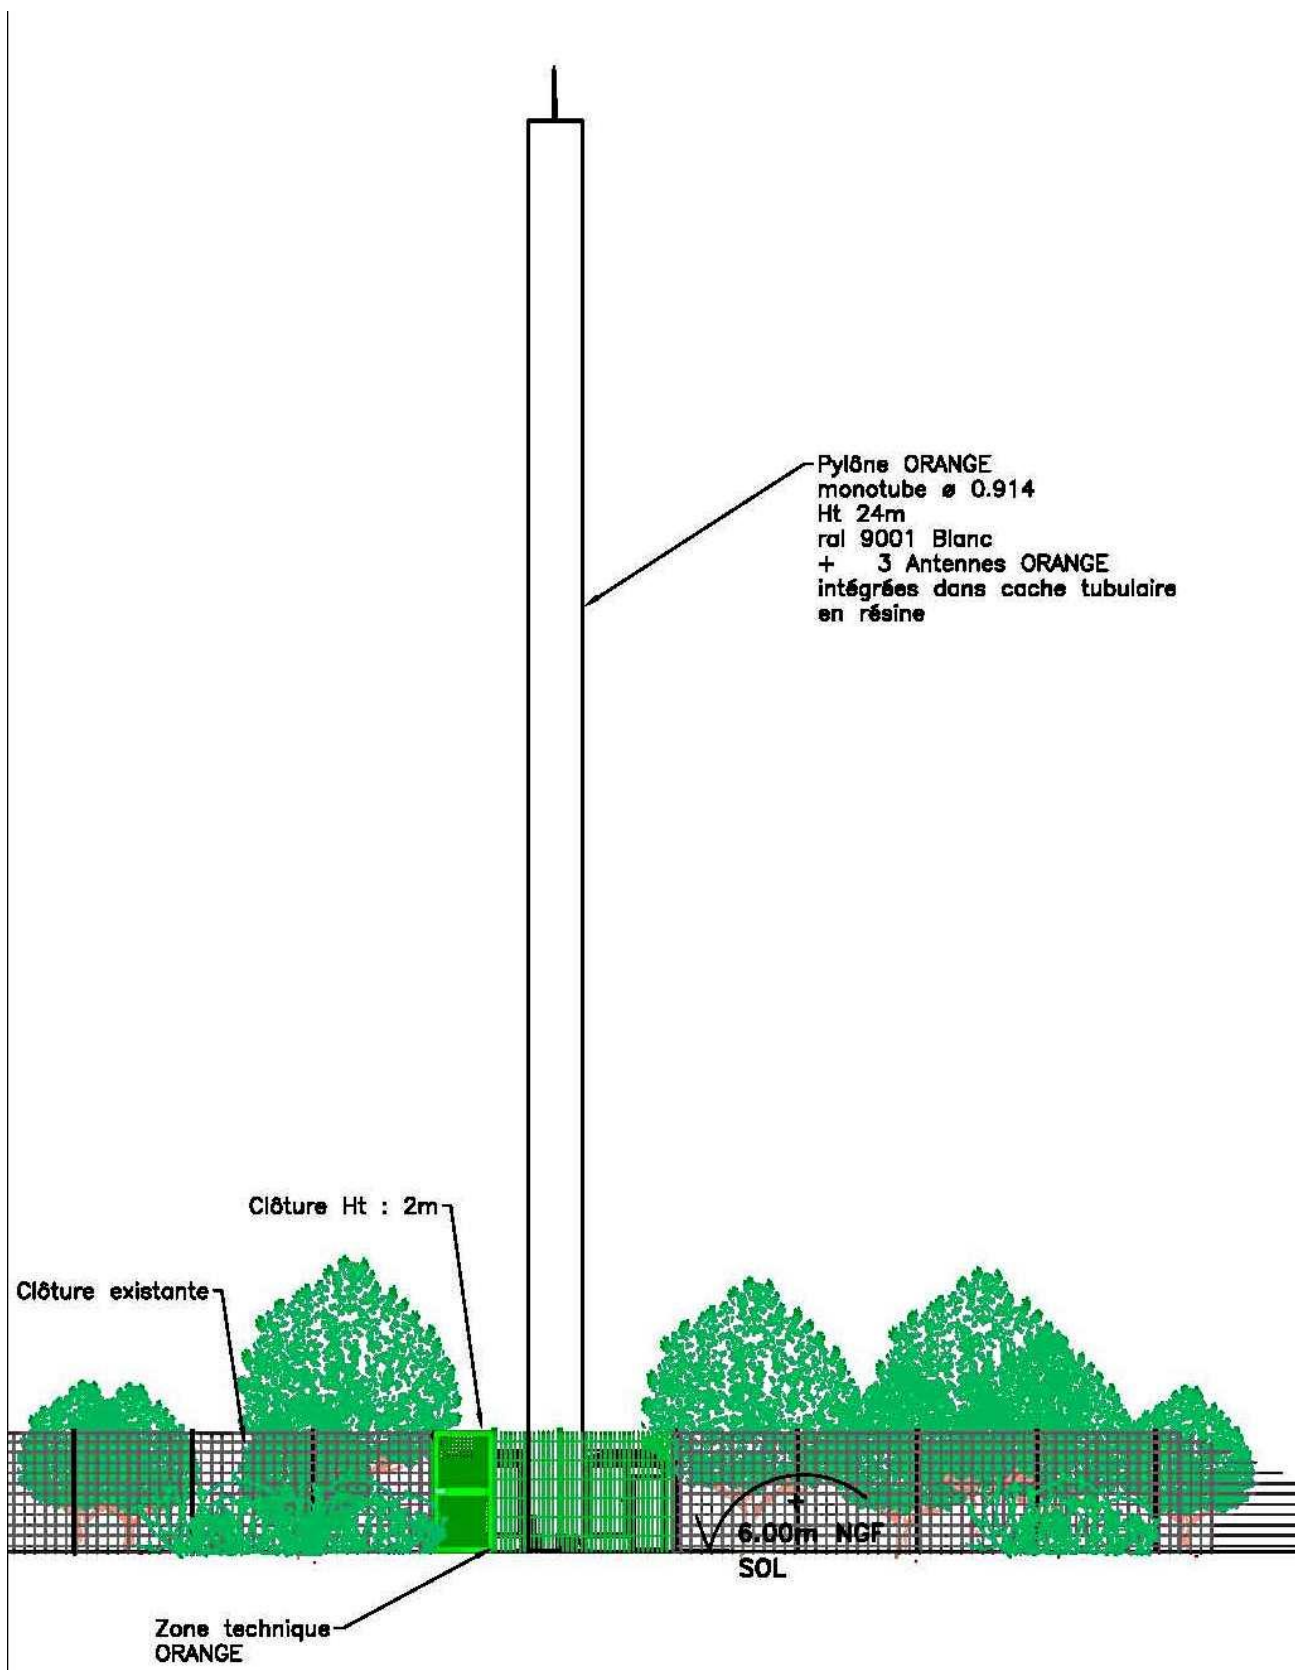 Pylône ORANGE
monotube ø 0.914
Ht 24m
ral 9001 Blanc
+ 3 Antennes ORANGE
intégrées dans cache tubulaire
en résine
Clôture Ht : 2m
Clôture existante
+
6.00m NGF
SOL
Zone technique
ORANGE